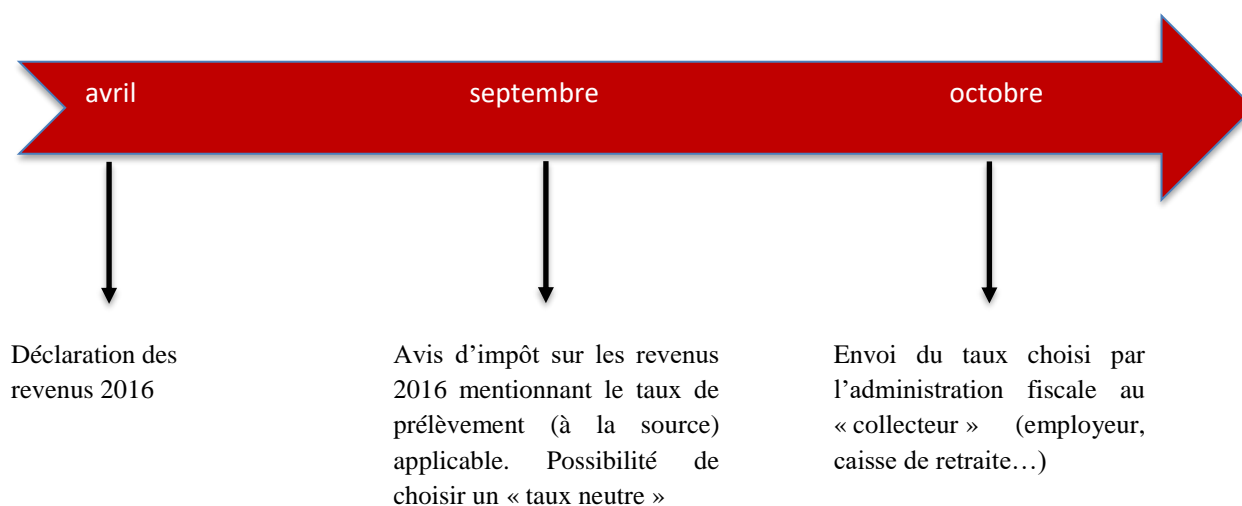 avril
septembre
octobre
Déclaration des
revenus 2016
Avis d’impôt sur les revenus
2016 mentionnant le taux de
prélèvement (à la source)
applicable. Possibilité de
choisir un « taux neutre »
Envoi du taux choisi par
l’administration fiscale au
« collecteur » (employeur,
caisse de retraite…)